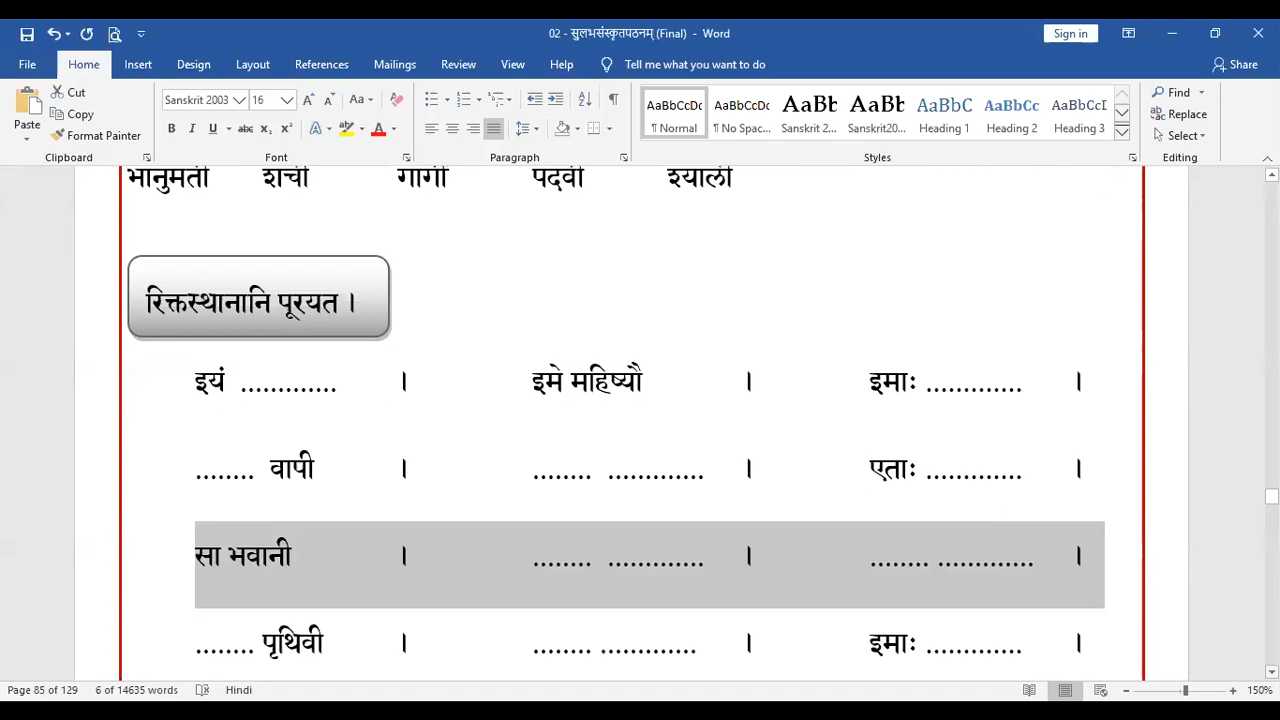 02 - सुलभसंस्कृतपठनम् (Final) - Word
Sign in
File Home Insert Design Layout References Mailings Review View Help Tell me what you want to do Share
Paste
Cut
Copy
Format Painter
Clipboard
Sanskrit 2003 16
Font
Paragraph
AaBbCcDc AaBbCcDc AaBb AaBb AaBbC AaBbCc AaBbCcD
¶ Normal ¶ No Spac... Sanskrit 2... Sanskrit20... Heading 1 Heading 2 Heading 3
Styles
Find
Replace
Select
Editing
भानुमती शची गार्गी पदवी श्याली
रिक्तस्थानानि पूरयत ।
इयं ............. । इमे महिष्यौ । इमाः ............. ।
........ वापी । ........ ............. । एताः ............. ।
सा भवानी । ........ ............. । ........ ............. ।
........ पृथिवी । ........ ............. । इमाः ............. ।
Page 85 of 129 6 of 14635 words Hindi 150%